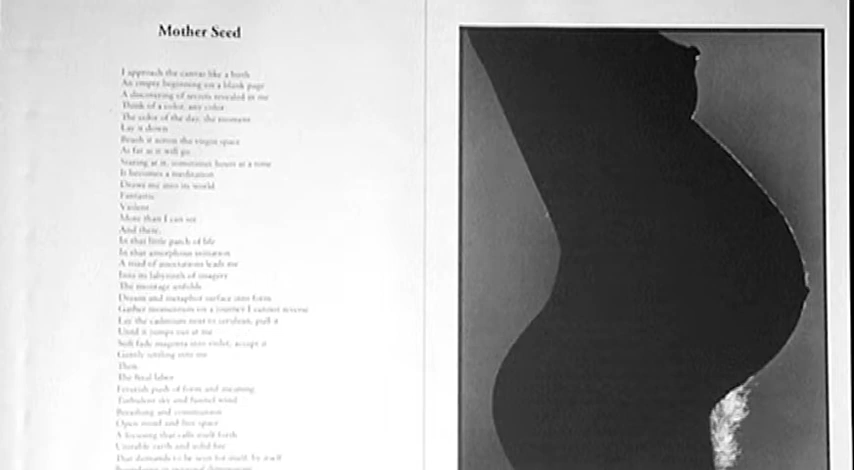 Mother Seed
I approach the canvas like a birth
An empty beginning on a blank page
A discovering of secrets revealed in me
Think of a color, any color
The color of the day, the moment
Lay it down
Brush it across the virgin space
As far as it will go
Staring at it, sometimes hours at a time
It becomes a meditation
Draws me into its world
Fantastic
Violent
More than I can see
And there,
In that little patch of life
In that amorphous initiation
A road of associations leads me
Into its labyrinth of imagery
The montage unfolds
Dream and metaphor surface into form
Gather momentum on a journey I cannot reverse
Lay the cadmium next to cerulean, pull it
Until it jumps out at me
Still fade magenta into violet, accept it
Gently smiling into me
Then
The final labor
Feverish push of form and meaning
Turbulent sky and funnel wind
Breathing and communion
Open mind and free space
A focusing that calls itself forth
earth and solid fire
That demands to be seen for itself, by itself